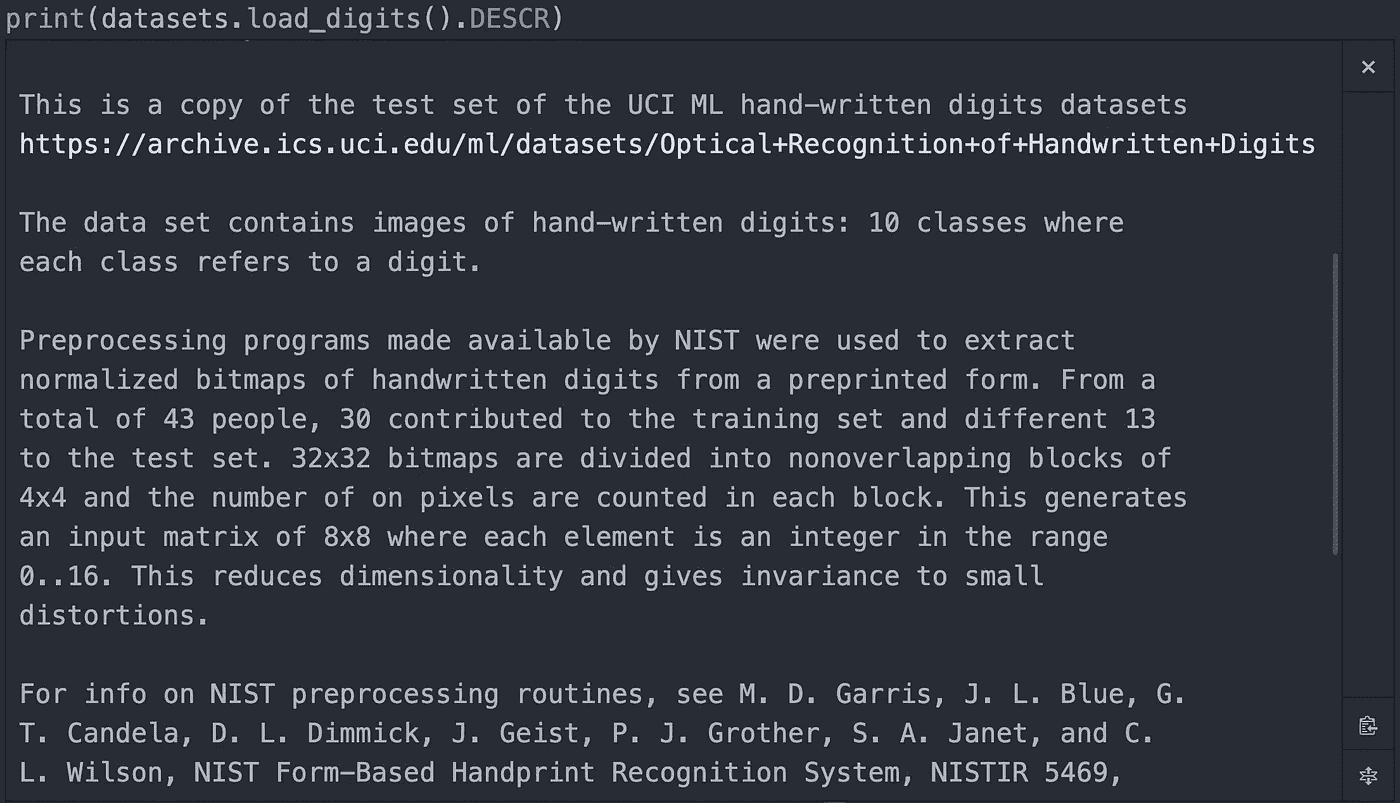 print(datasets.load_digits().DESCR)
This is a copy of the test set of the UCI ML hand-written digits datasets
https://archive.ics.uci.edu/ml/datasets/Optical+Recognition+of+Handwritten+Digits
The data set contains images of hand-written digits: 10 classes where
each class refers to a digit.
Preprocessing programs made available by NIST were used to extract
normalized bitmaps of handwritten digits from a preprinted form. From a
total of 43 people, 30 contributed to the training set and different 13
to the test set. 32x32 bitmaps are divided into nonoverlapping blocks of
4x4 and the number of on pixels are counted in each block. This generates
an input matrix of 8x8 where each element is an integer in the range
0..16. This reduces dimensionality and gives invariance to small
distortions.
For info on NIST preprocessing routines, see M. D. Garris, J. L. Blue, G.
T. Candela, D. L. Dimmick, J. Geist, P. J. Grother, S. A. Janet, and C.
L. Wilson, NIST Form-Based Handprint Recognition System, NISTIR 5469,